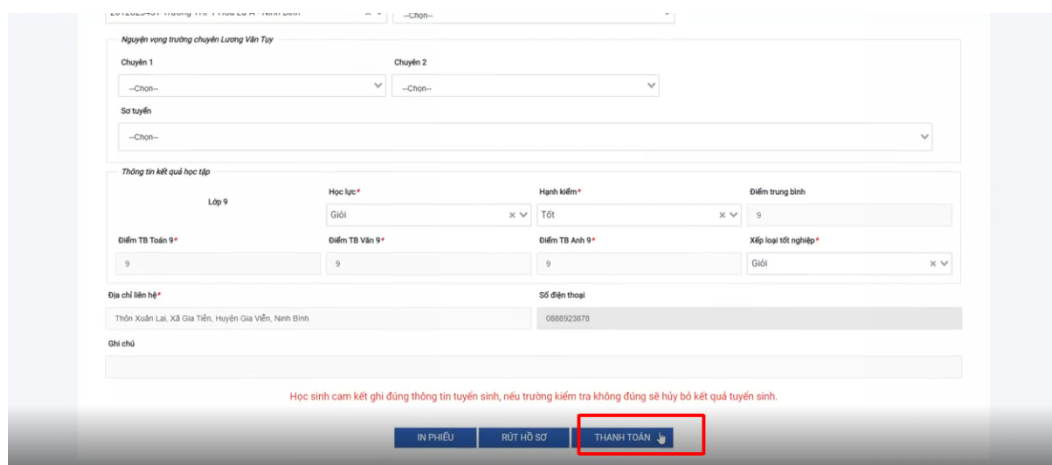 --Chọn--
Nguyện vọng trường chuyên Lương Văn Tụy
Chuyên 1 Chuyên 2
--Chọn-- --Chọn--
Sơ tuyển
--Chọn--
Thông tin kết quả học tập
Lớp 9 Học lực* Hạnh kiểm* Điểm trung bình
Giỏi Tốt 9
Điểm TB Toán 9* Điểm TB Văn 9* Điểm TB Anh 9* Xếp loại tốt nghiệp*
9 9 9 Giỏi
Địa chỉ liên hệ* Số điện thoại
Thôn Xuân Lai, Xã Gia Tiến, Huyện Gia Viễn, Ninh Bình 0888923876
Ghi chú
Học sinh cam kết ghi đúng thông tin tuyển sinh, nếu trường kiểm tra không đúng sẽ hủy bỏ kết quả tuyển sinh.
IN PHIẾU RÚT HỒ SƠ THANH TOÁN